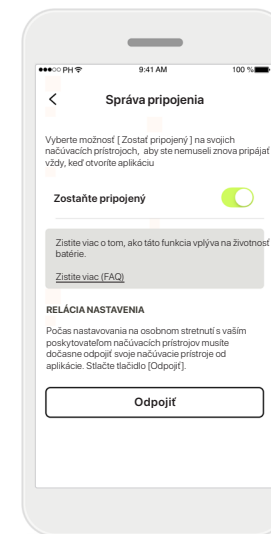 PH 9:41 AM 100 %
Správa pripojenia
Vyberte možnosť [ Zostať pripojený ] na svojich
načúvacích prístrojoch, aby ste nemuseli znova pripájať
vždy, keď otvoríte aplikáciu
Zostaňte pripojený
Zistite viac o tom, ako táto funkcia vplýva na životnosť
batérie.
Zistite viac (FAQ)
RELÁCIA NASTAVENIA
Počas nastavovania na osobnom stretnutí s vaším
poskytovateľom načúvacích prístrojov musíte
dočasne odpojiť svoje načúvacie prístroje od
aplikácie. Stlačte tlačidlo [Odpojiť].
Odpojiť